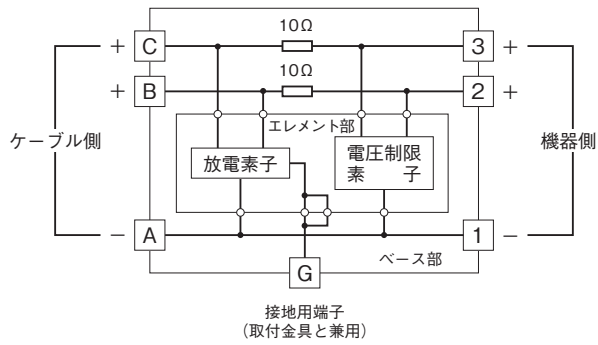 10Ω
+ C 3 +
10Ω
+ B 2 +
エレメント部
ケーブル側
放電素子
電圧制限
素 子
機器側
− A 1 −
ベース部
G
接地用端子
（取付金具と兼用）